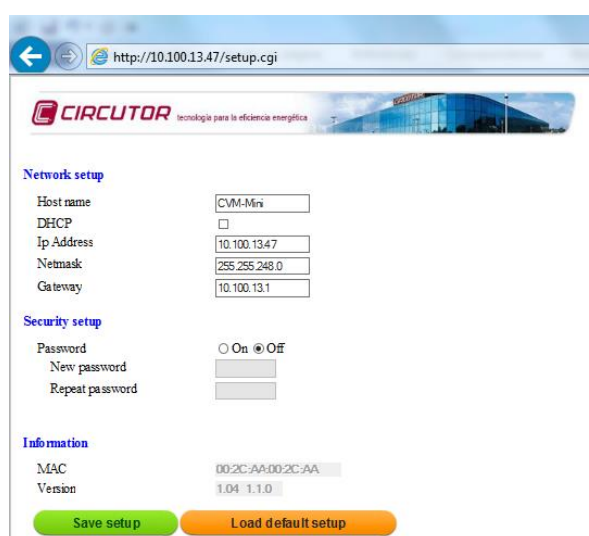 http://10.100.13.47/setup.cgi
CIRCUTOR tecnología para la eficiencia energética
Network setup
Host name CVM-Mini
DHCP
Ip Address 10.100.13.47
Netmask 255.255.248.0
Gateway 10.100.13.1
Security setup
Password On Off
New password
Repeat password
Information
MAC 00:2C:AA:00:2C:AA
Version 1.04 1.1.0
Save setup Load default setup